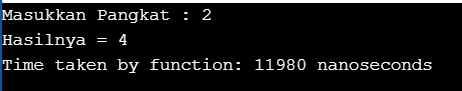 Masukkan Pangkat : 2
Hasilnya = 4
Time taken by function: 11980 nanoseconds